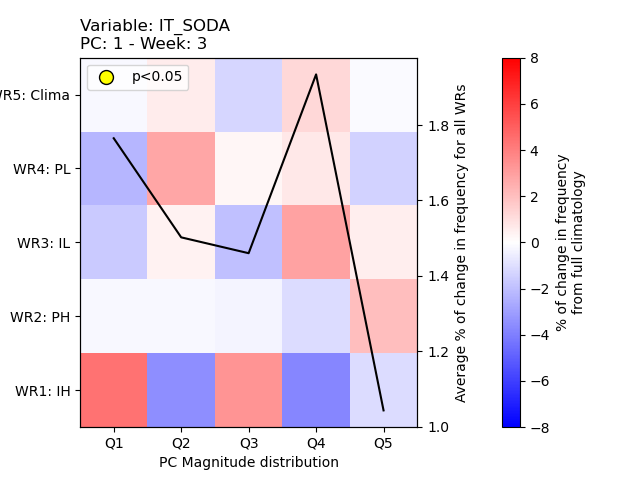 Variable: IT_SODA
PC: 1 - Week: 3
p<0.05
WR5: Clima
WR4: PL
WR3: IL
WR2: PH
WR1: IH
Q1 Q2 Q3 Q4 Q5
PC Magnitude distribution
1.8
1.6
1.4
1.2
1.0
Average % of change in frequency for all WRs
8
6
4
2
0
−2
−4
−6
−8
% of change in frequency
from full climatology